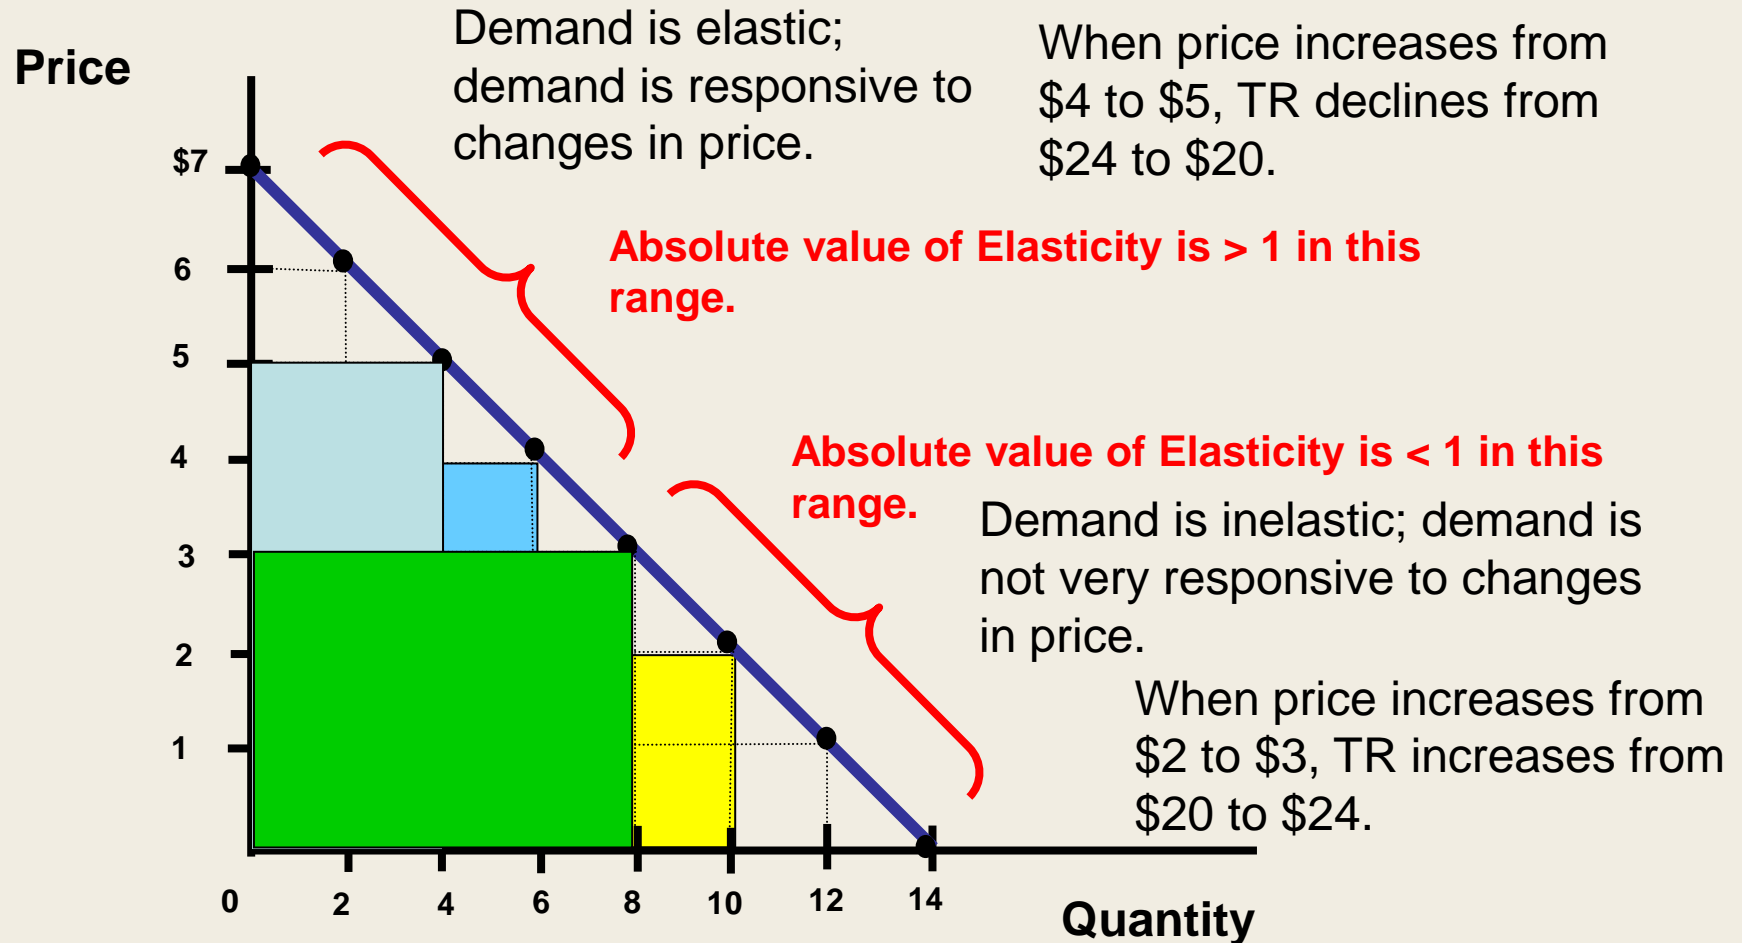 Demand is elastic;
demand is responsive to
changes in price.
When price increases from
$4 to $5, TR declines from
$24 to $20.
Price
$7
Absolute value of Elasticity is > 1 in this
range.
6
5
4
Absolute value of Elasticity is < 1 in this
range.
Demand is inelastic; demand is
not very responsive to changes
in price.
3
2
1
When price increases from
$2 to $3, TR increases from
$20 to $24.
0 2 4 6 8 10 12 14
Quantity